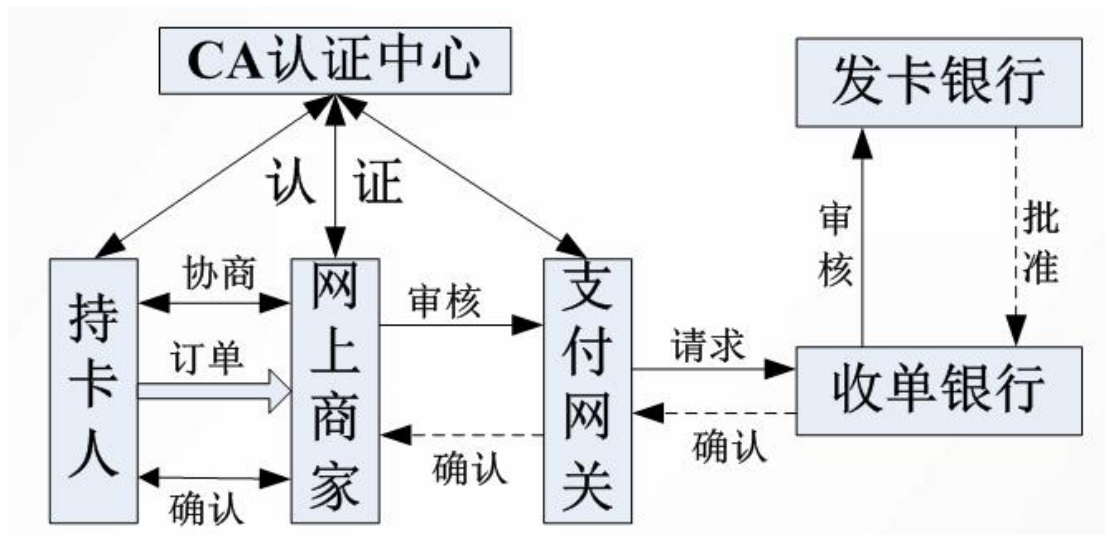 CA认证中心
发卡银行
认 证
审核
批准
持卡人
协商
网上商家
审核
支付网关
订单
请求
收单银行
确认
确认
确认